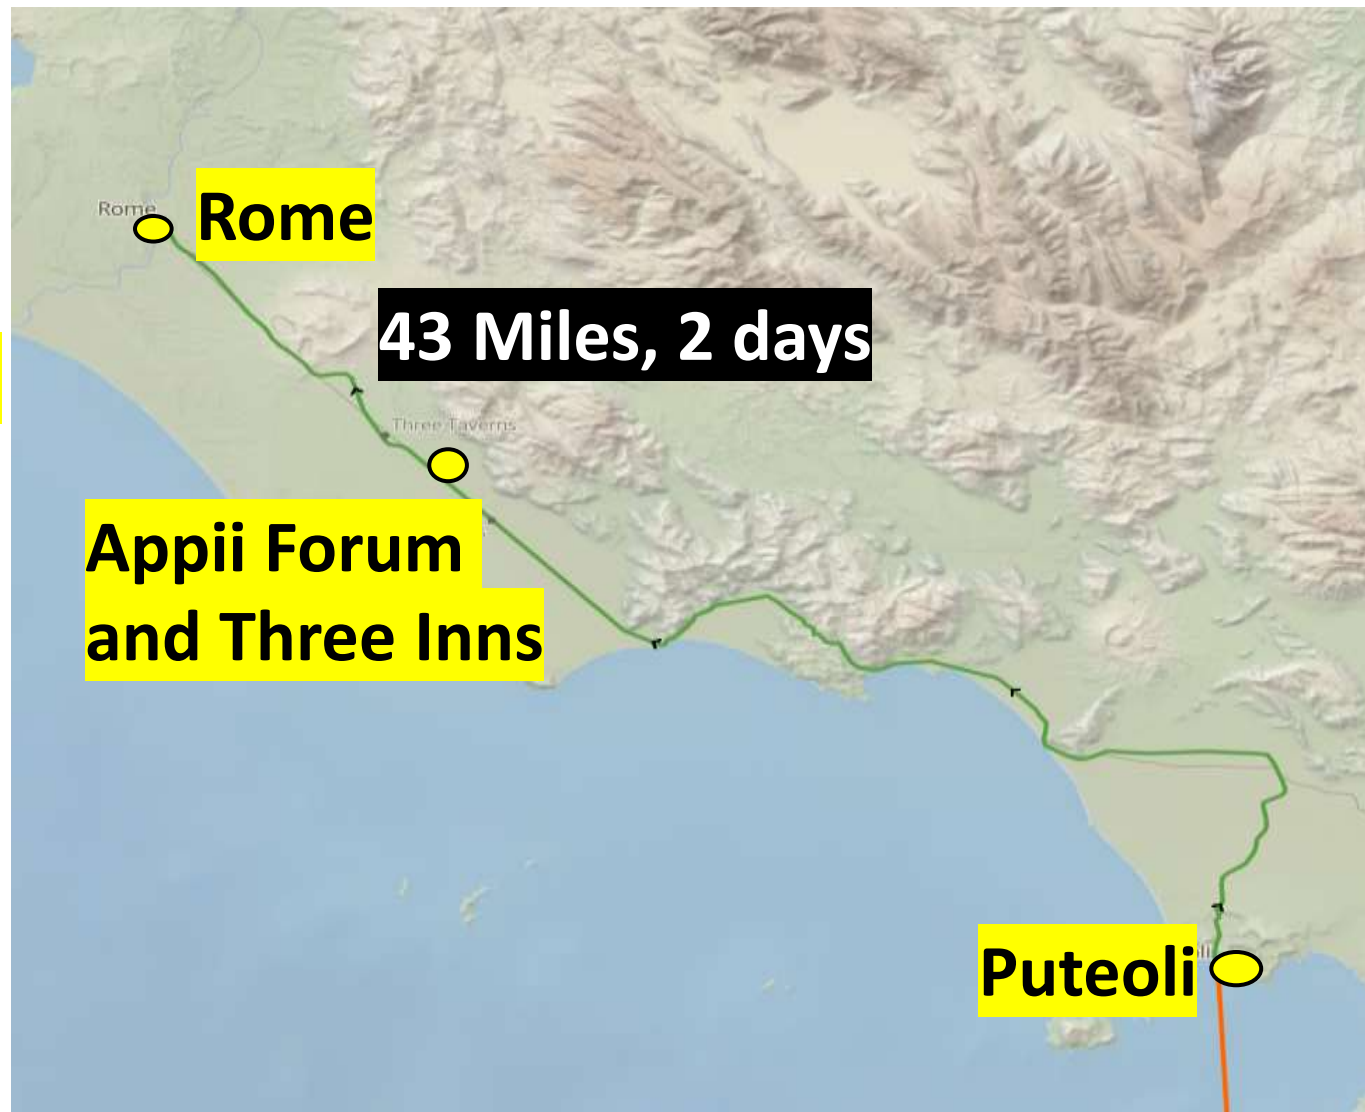 Rome
Rome
43 Miles, 2 days
Three Taverns
Appii Forum
and Three Inns
Puteoli